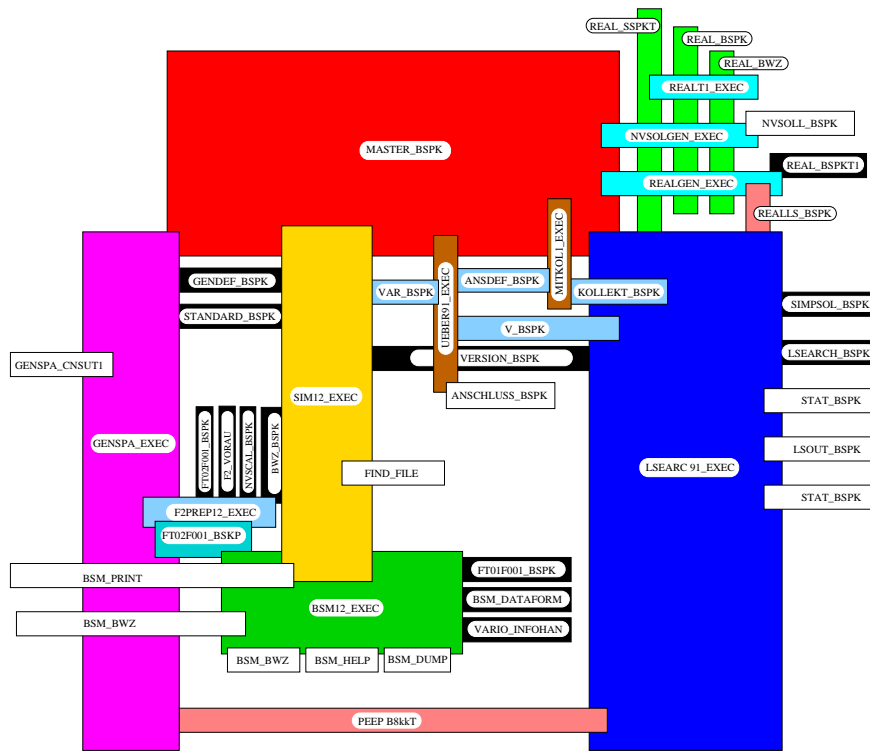 REAL_SSPKT
REAL_BSPK
REAL_BWZ
REALT1_EXEC
NVSOLL_BSPK
NVSOLGEN_EXEC
MASTER_BSPK
REAL_BSPKT1
REALGEN_EXEC
REALLS_BSPK
MITKOL1_EXEC
GENDEF_BSPK
VAR_BSPK
UEBER91_EXEC
ANSDEF_BSPK
KOLLEKT_BSPK
SIMPSOL_BSPK
STANDARD_BSPK
V_BSPK
VERSION_BSPK
LSEARCH_BSPK
GENSPA_CNSUT1
ANSCHLUSS_BSPK
SIM12_EXEC
STAT_BSPK
GENSPA_EXEC
FT02F001_BSPK
F2_VORAU
NVSCAL_BSPK
BWZ_BSPK
LSOUT_BSPK
FIND_FILE
LSEARC 91_EXEC
STAT_BSPK
F2PREP12_EXEC
FT02F001_BSKP
FT01F001_BSPK
BSM_PRINT
BSM_DATAFORM
BSM12_EXEC
BSM_BWZ
VARIO_INFOHAN
BSM_BWZ
BSM_HELP
BSM_DUMP
PEEP B8kkT